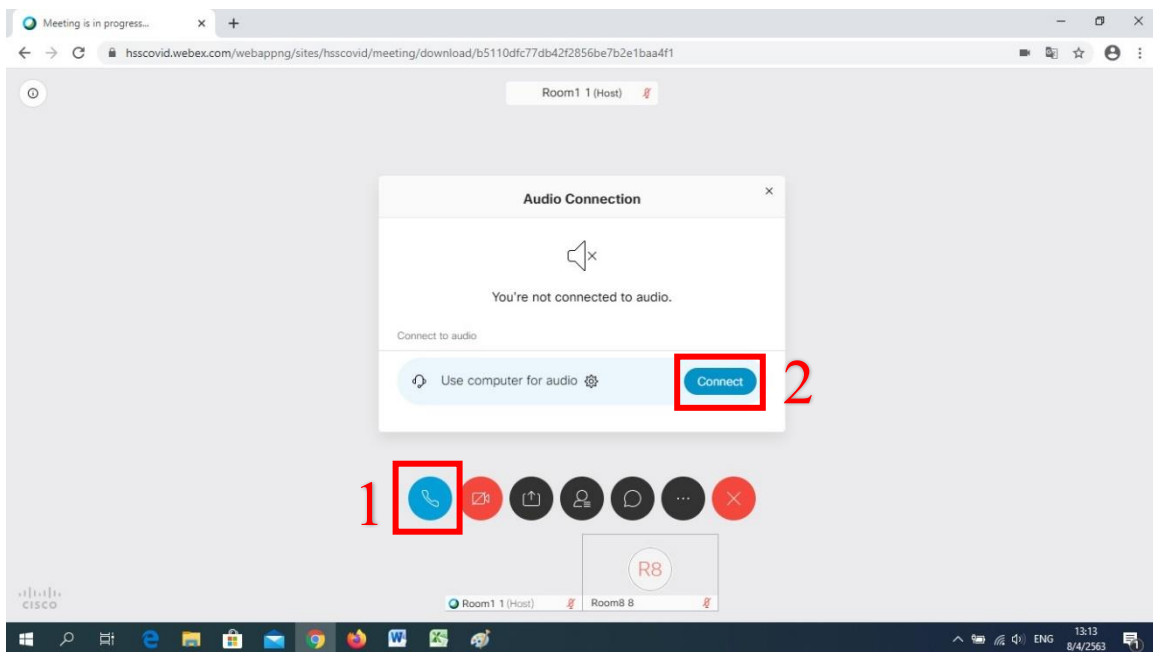 Meeting is in progress...
hsscovid.webex.com/webappng/sites/hsscovid/meeting/download/b5110dfc77db42f2856be7b2e1baa4f1
Room1 1 (Host)
Audio Connection
You're not connected to audio.
Connect to audio
Use computer for audio
Connect
2
1
R8
Room1 1 (Host)
Room8 8
CISCO
ENG
13:13
8/4/2563
1